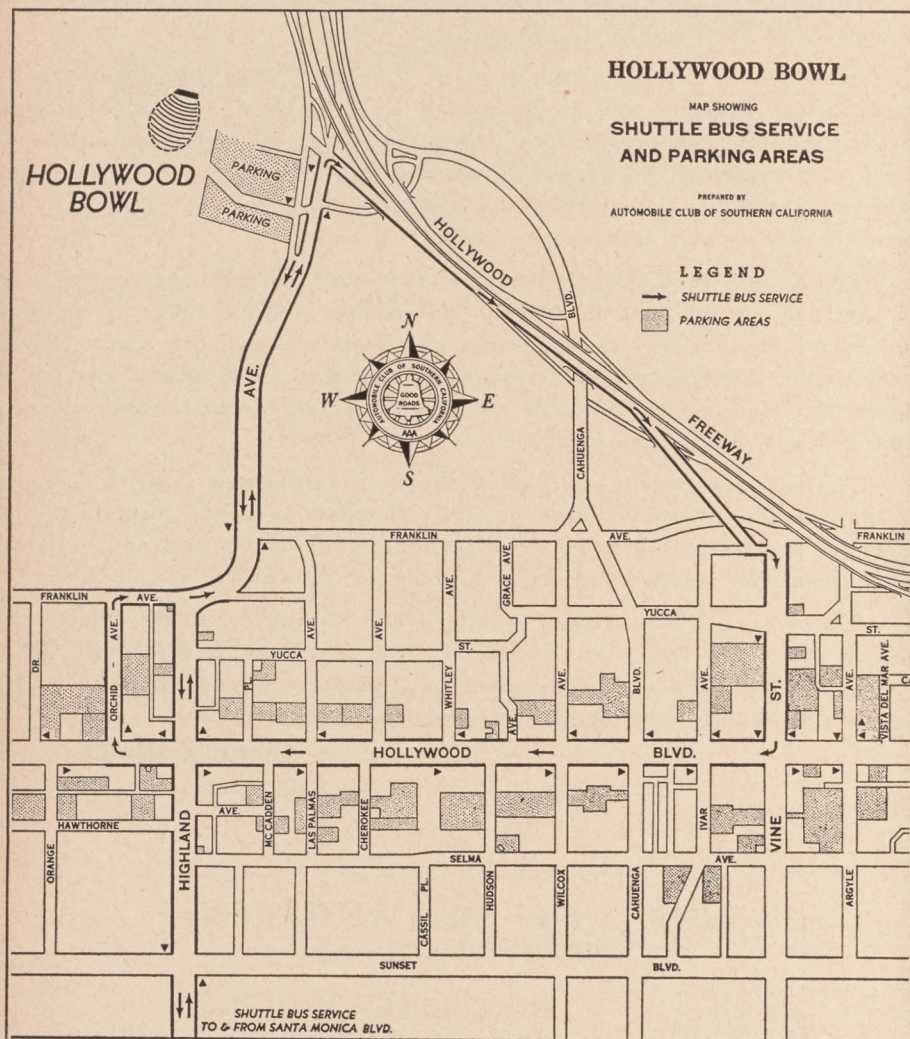 HOLLYWOOD BOWL
MAP SHOWING
SHUTTLE BUS SERVICE
AND PARKING AREAS
PREPARED BY
AUTOMOBILE CLUB OF SOUTHERN CALIFORNIA
LEGEND
SHUTTLE BUS SERVICE
PARKING AREAS
HOLLYWOOD
BOWL
PARKING
PARKING
HOLLYWOOD
FREEWAY
BLVD.
CAHUENGA
AVE.
N
W
E
S
AUTOMOBILE CLUB OF SOUTHERN CALIFORNIA
GOOD
ROADS
AAA
FRANKLIN
AVE.
FRANKLIN
FRANKLIN
AVE.
DR.
ORCHID
AVE.
AVE.
AVE.
WHITLEY
AVE.
GRACE AVE.
YUCCA
ST.
YUCCA
ST.
PL.
AVE.
AVE.
BLVD.
AVE.
ST.
AVE.
VISTA DEL MAR AVE.
CA
HOLLYWOOD
BLVD.
HAWTHORNE
ORANGE
HIGHLAND
AVE.
MC CADDEN
LAS PALMAS
CHEROKEE
SELMA
AVE.
CASSIL PL.
HUDSON
WILCOX
CAHUENGA
IVAR
VINE
ARGYLE
SUNSET
BLVD.
SHUTTLE BUS SERVICE
TO & FROM SANTA MONICA BLVD.